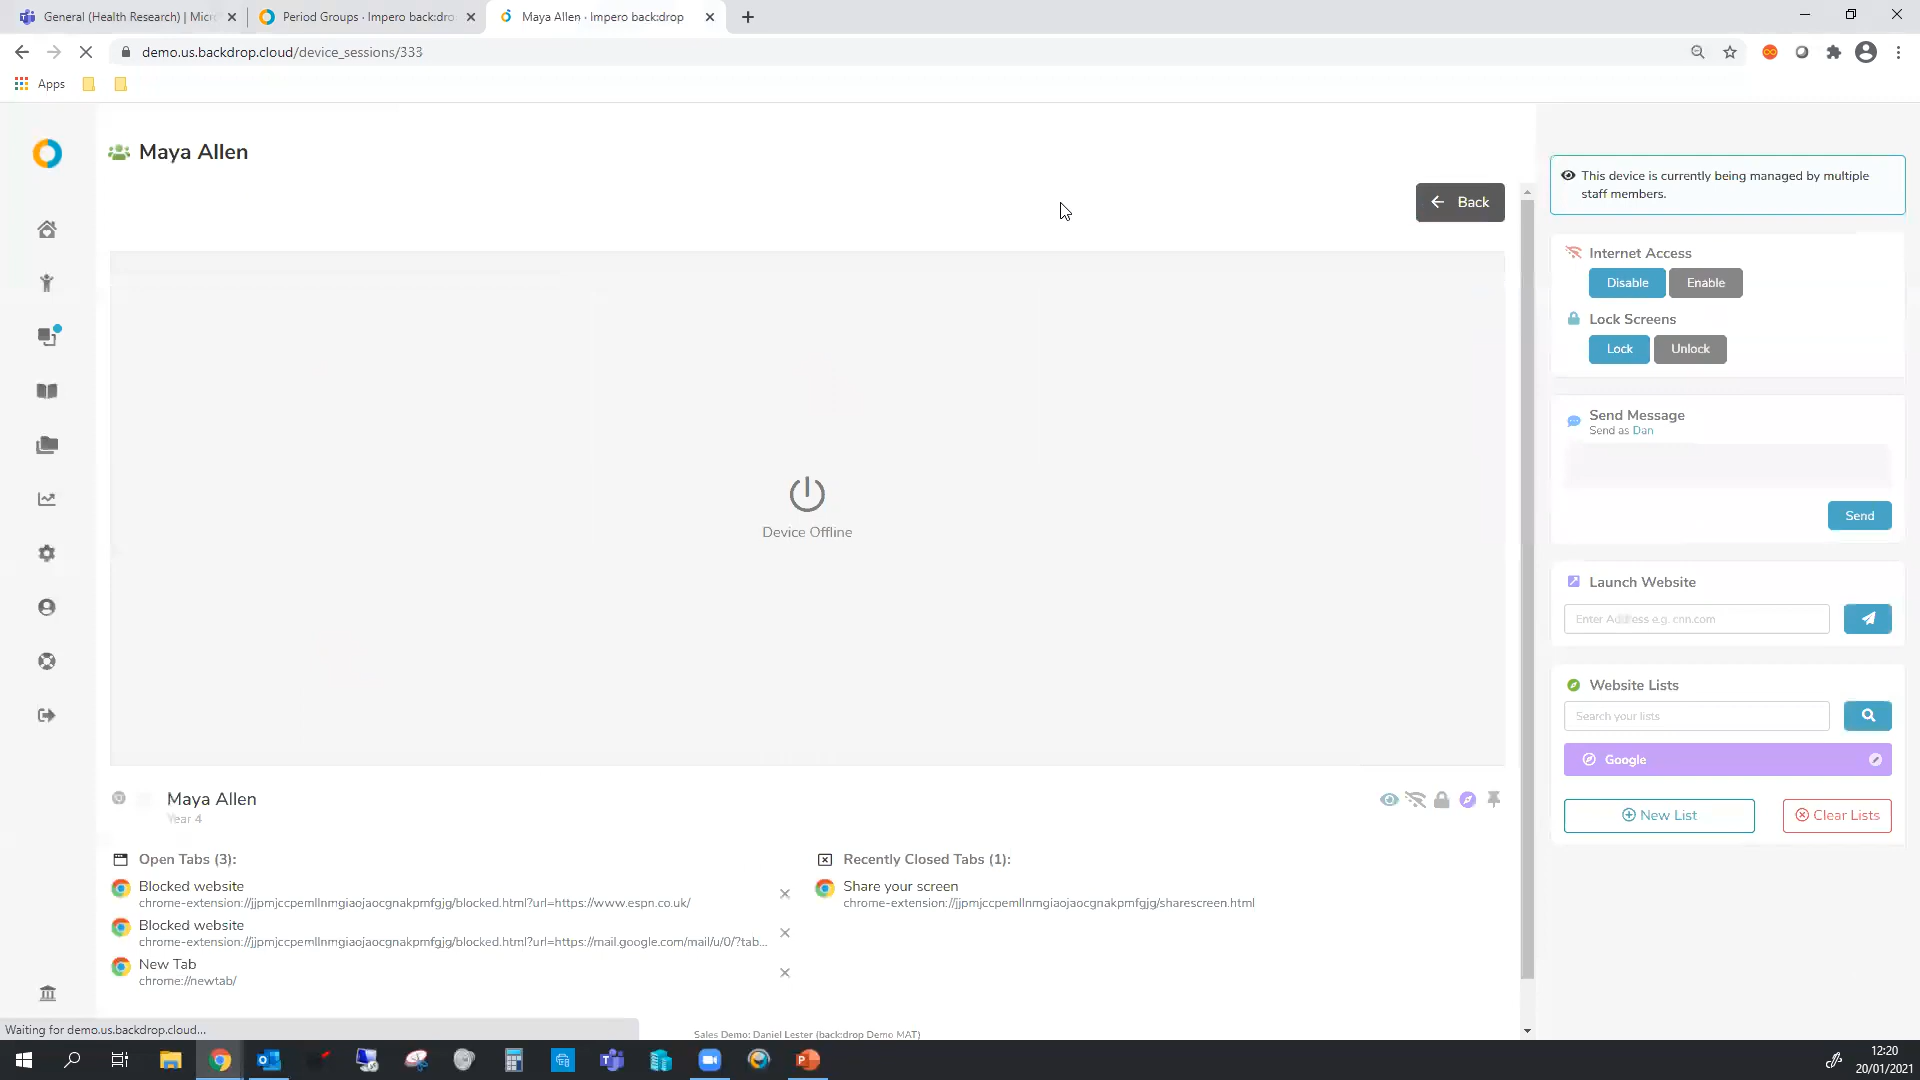 General (Health Research) | Micr
Period Groups · Impero back:dro
Maya Allen · Impero back:drop
demo.us.backdrop.cloud/device_sessions/333
Apps
Maya Allen
Back
This device is currently being managed by multiple
staff members.
Internet Access
Disable
Enable
Lock Screens
Lock
Unlock
Send Message
Send as Dan
Send
Device Offline
Launch Website
Enter Address e.g. cnn.com
Website Lists
Search your lists
Google
New List
Clear Lists
Maya Allen
Year 4
Open Tabs (3):
Blocked website
chrome-extension://jjpmjccpemllnmgiaojaocgnakpmfgjg/blocked.html?url=https://www.espn.co.uk/
Blocked website
chrome-extension://jjpmjccpemllnmgiaojaocgnakpmfgjg/blocked.html?url=https://mail.google.com/mail/u/0/?tab...
New Tab
chrome://newtab/
Recently Closed Tabs (1):
Share your screen
chrome-extension://jjpmjccpemllnmgiaojaocgnakpmfgjg/sharescreen.html
Waiting for demo.us.backdrop.cloud...
Sales Demo: Daniel Lester (back:drop Demo MAT)
12:20
20/01/2021